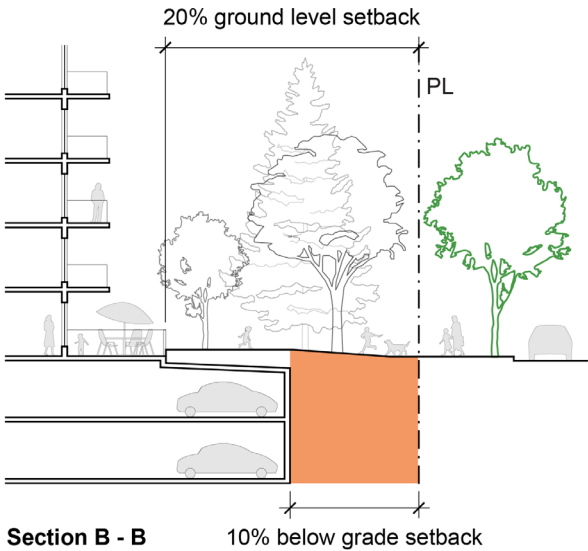 20% ground level setback
PL
Section B - B
10% below grade setback